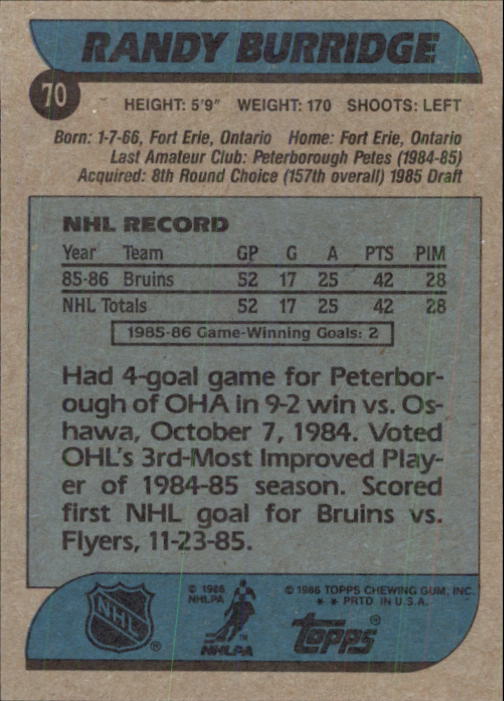 RANDY BURRIDGE
70
HEIGHT: 5'9" WEIGHT: 170 SHOOTS: LEFT
Born: 1-7-66, Fort Erie, Ontario Home: Fort Erie, Ontario
Last Amateur Club: Peterborough Petes (1984-85)
Acquired: 8th Round Choice (157th overall) 1985 Draft
NHL RECORD
Year Team GP G A PTS PIM
85-86 Bruins 52 17 25 42 28
NHL Totals 52 17 25 42 28
1985-86 Game-Winning Goals: 2
Had 4-goal game for Peterbor-
ough of OHA in 9-2 win vs. Os-
hawa, October 7, 1984. Voted
OHL's 3rd-Most Improved Play-
er of 1984-85 season. Scored
first NHL goal for Bruins vs.
Flyers, 11-23-85.
NHL ®
© 1986
NHLPA
™
NHLPA
© 1986 TOPPS CHEWING GUM, INC.
* * PRTD IN U.S.A.
Topps®